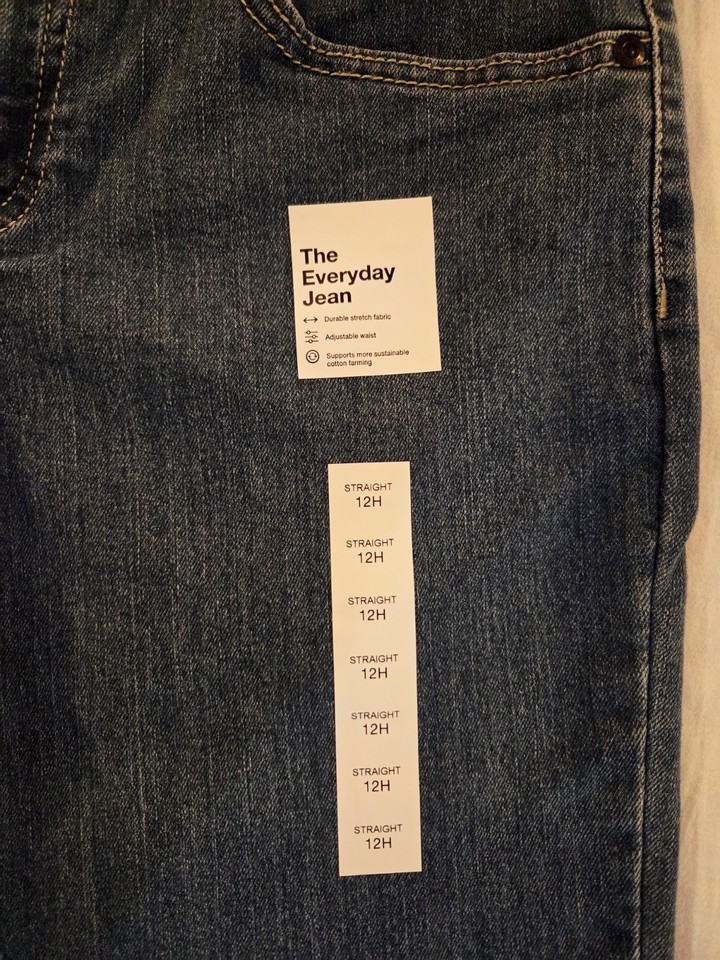 The
Everyday
Jean
Durable stretch fabric
Adjustable waist
Supports more sustainable
cotton farming
STRAIGHT
12H
STRAIGHT
12H
STRAIGHT
12H
STRAIGHT
12H
STRAIGHT
12H
STRAIGHT
12H
STRAIGHT
12H